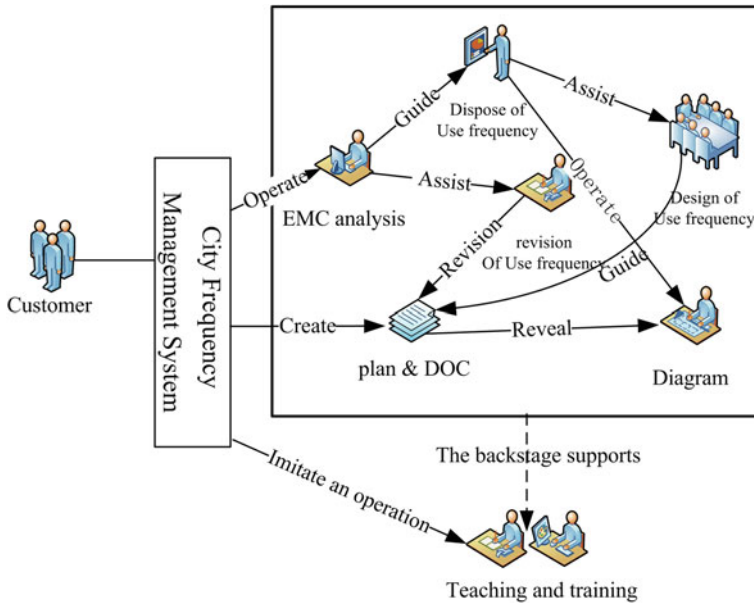 Guide
Assist
Dispose of
Use frequency
Operate
Assist
Operate
EMC analysis
Design of
Use frequency
City Frequency
Management System
Revision
revision
Of Use frequency
Guide
Customer
Create
Reveal
plan & DOC
Diagram
The backstage supports
Imitate an operation
Teaching and training